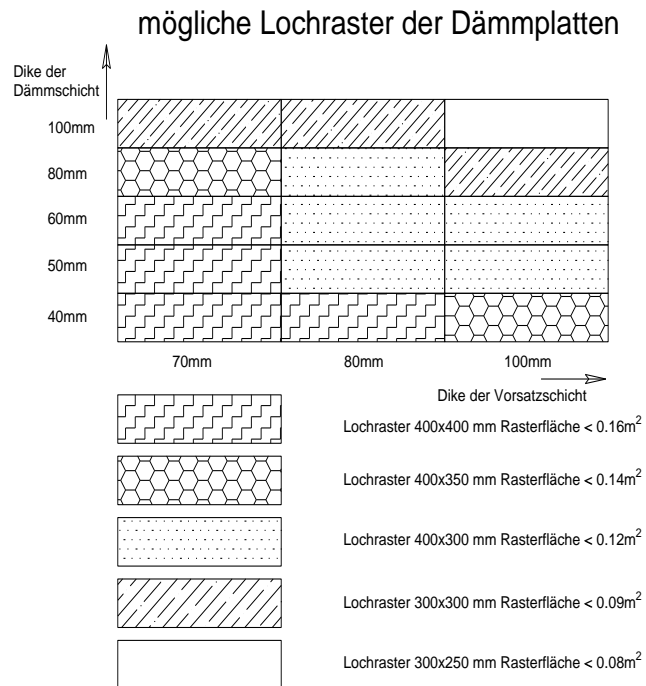 mögliche Lochraster der Dämmplatten
Dike der
Dämmschicht
100mm
80mm
60mm
50mm
40mm
70mm
80mm
100mm
Dike der Vorsatzschicht
Lochraster 400x400 mm Rasterfläche < 0.16m²
Lochraster 400x350 mm Rasterfläche < 0.14m²
Lochraster 400x300 mm Rasterfläche < 0.12m²
Lochraster 300x300 mm Rasterfläche < 0.09m²
Lochraster 300x250 mm Rasterfläche < 0.08m²